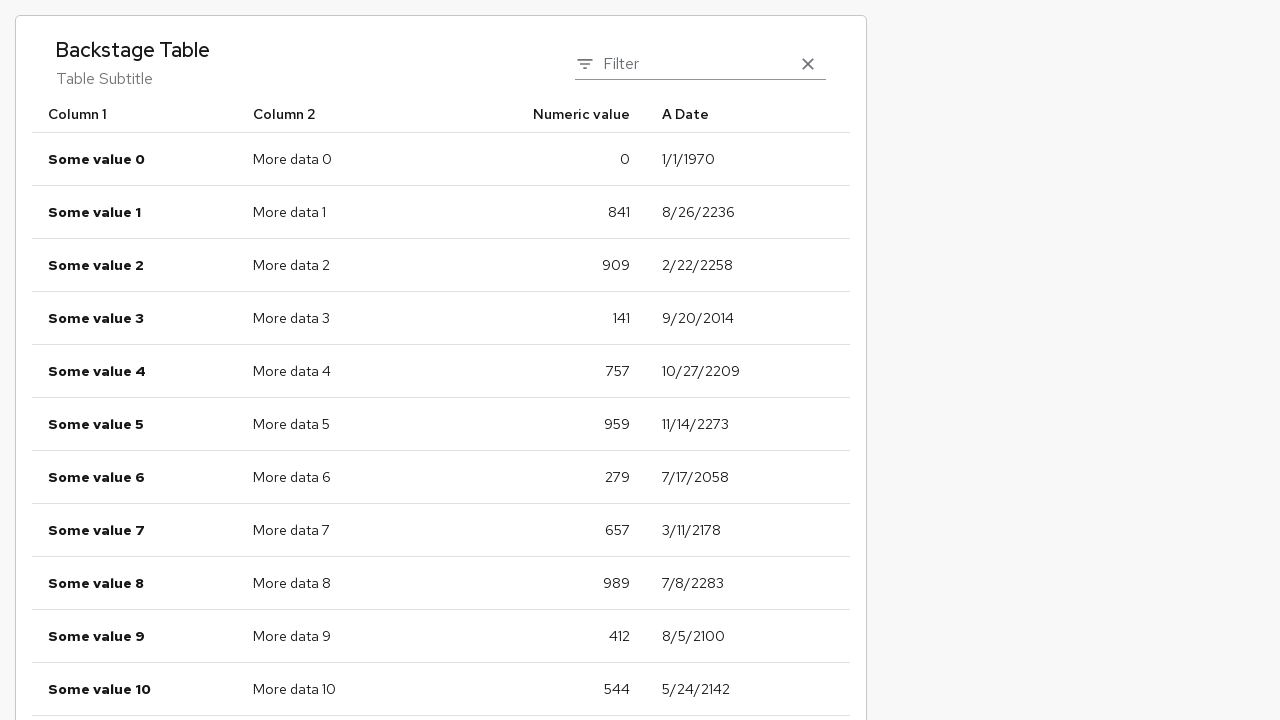 Backstage Table
Table Subtitle
Filter
Column 1 Column 2 Numeric value A Date
Some value 0 More data 0 0 1/1/1970
Some value 1 More data 1 841 8/26/2236
Some value 2 More data 2 909 2/22/2258
Some value 3 More data 3 141 9/20/2014
Some value 4 More data 4 757 10/27/2209
Some value 5 More data 5 959 11/14/2273
Some value 6 More data 6 279 7/17/2058
Some value 7 More data 7 657 3/11/2178
Some value 8 More data 8 989 7/8/2283
Some value 9 More data 9 412 8/5/2100
Some value 10 More data 10 544 5/24/2142